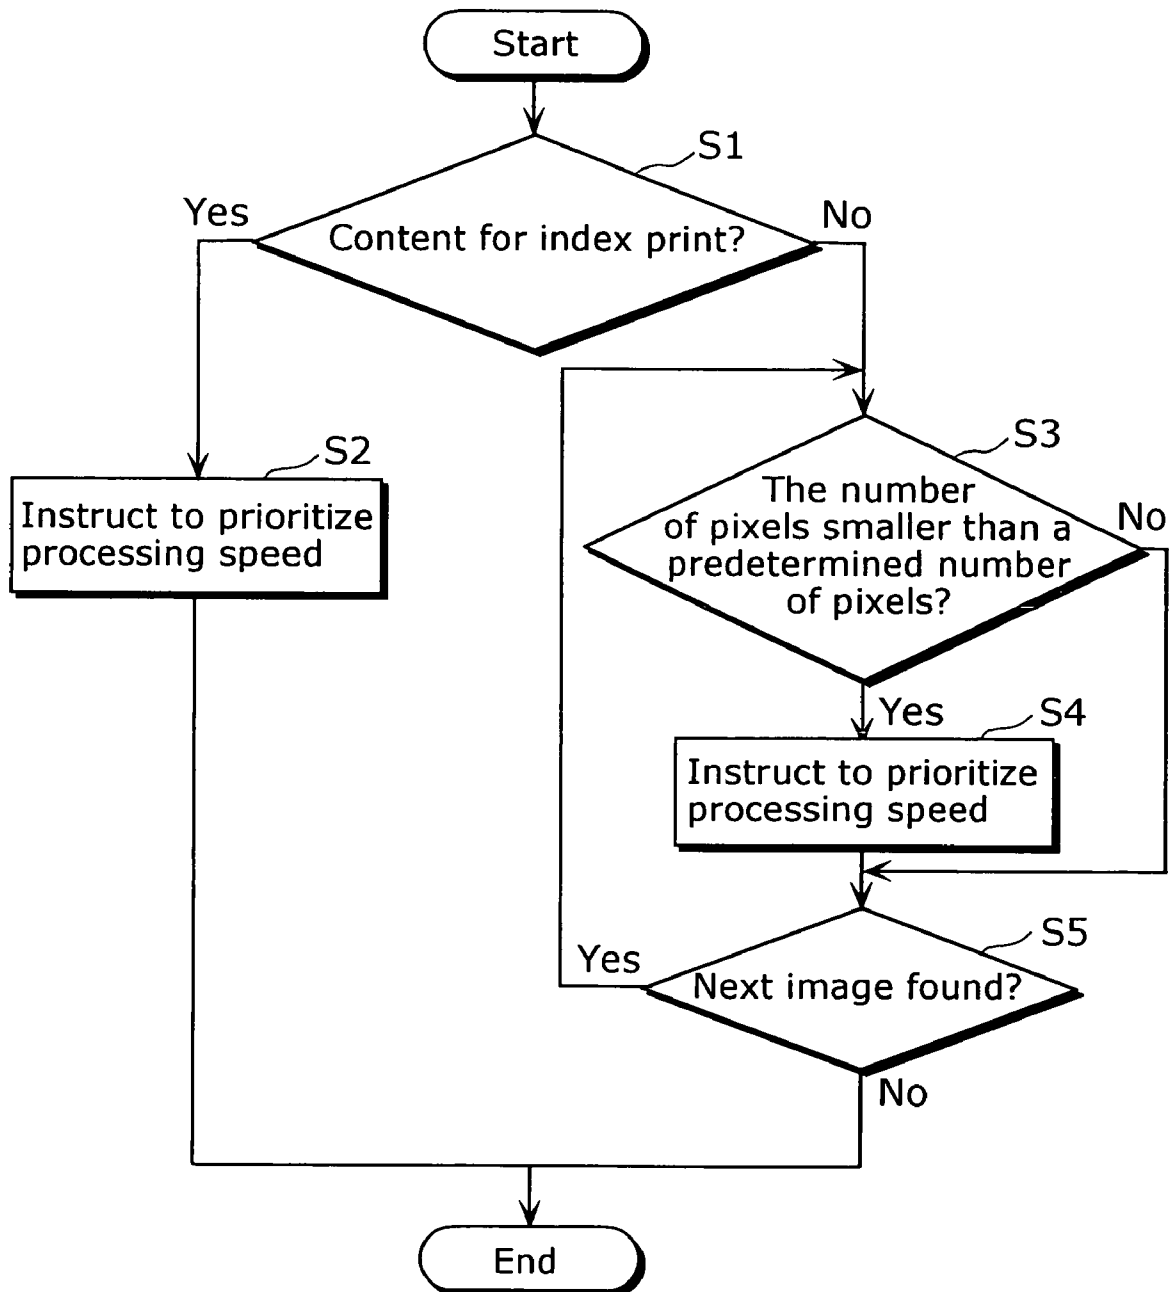 Start
S1
Yes
No
Content for index print?
S2
S3
Instruct to prioritize
processing speed
The number
of pixels smaller than a
predetermined number
of pixels?
No
Yes
S4
Instruct to prioritize
processing speed
S5
Yes
Next image found?
No
End